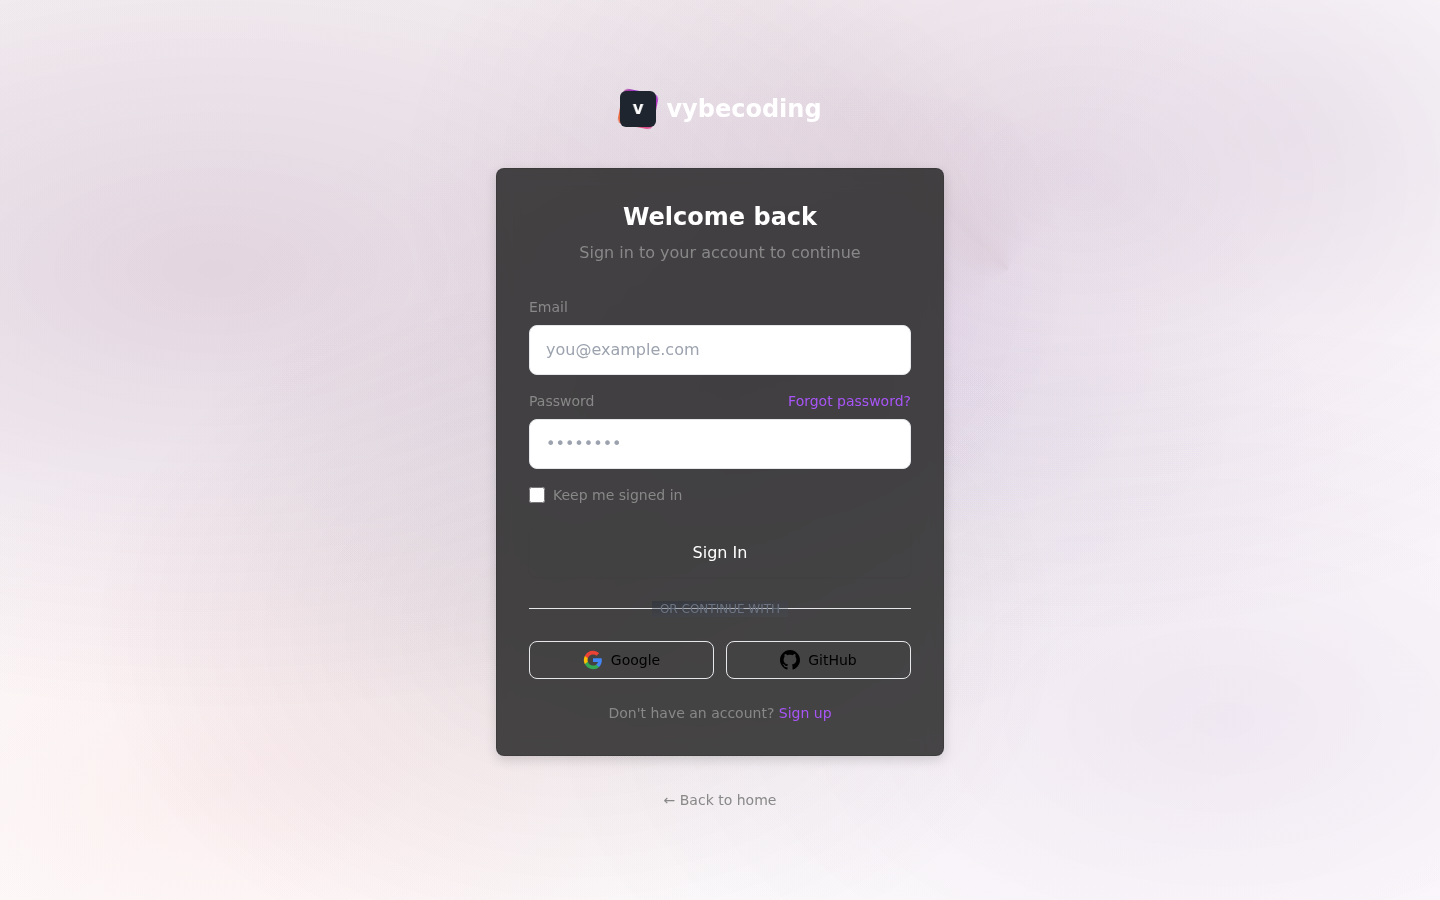 v vybecoding
Welcome back
Sign in to your account to continue
Email
you@example.com
Password Forgot password?
••••••••
Keep me signed in
Sign In
OR CONTINUE WITH
Google GitHub
Don't have an account? Sign up
← Back to home